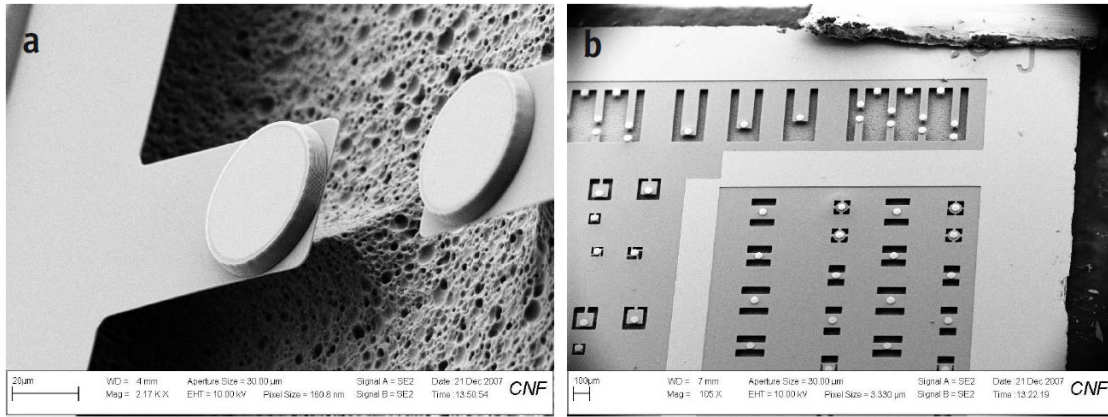 a
20µm
WD = 4 mm
Mag = 2.17 K X
Aperture Size = 30.00 µm
EHT = 10.00 kV
Pixel Size = 160.8 nm
Signal A = SE2
Signal B = SE2
Date :21 Dec 2007
Time :13:50:54
CNF
b
J
100µm
WD = 7 mm
Mag = 105 X
Aperture Size = 30.00 µm
EHT = 10.00 kV
Pixel Size = 3.330 µm
Signal A = SE2
Signal B = SE2
Date :21 Dec 2007
Time :13:22:19
CNF